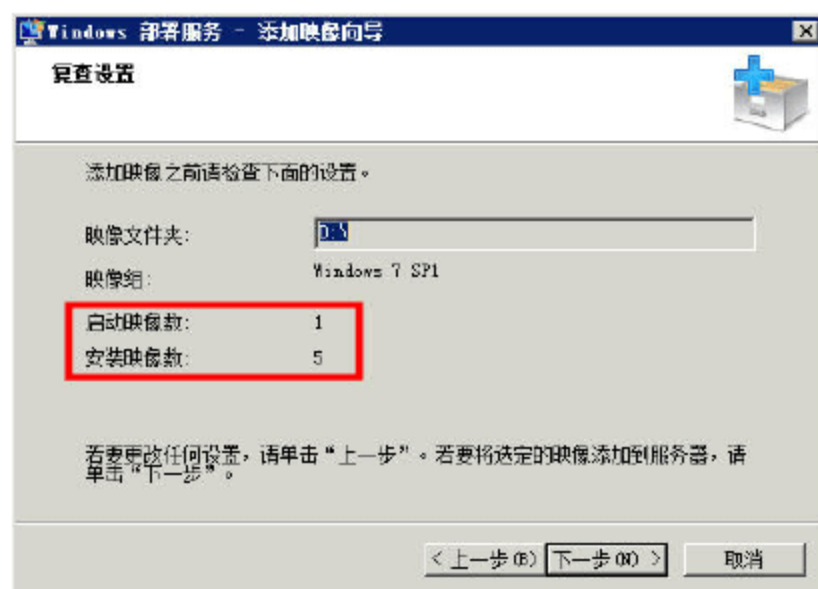 Windows 部署服务 - 添加映像向导
复查设置
添加映像之前请检查下面的设置。
映像文件夹: D:\
映像组: Windows 7 SP1
启动映像数: 1
安装映像数: 5
若要更改任何设置，请单击“上一步”。若要将选定的映像添加到服务器，请
单击“下一步”。
< 上一步(B) 下一步(N) > 取消